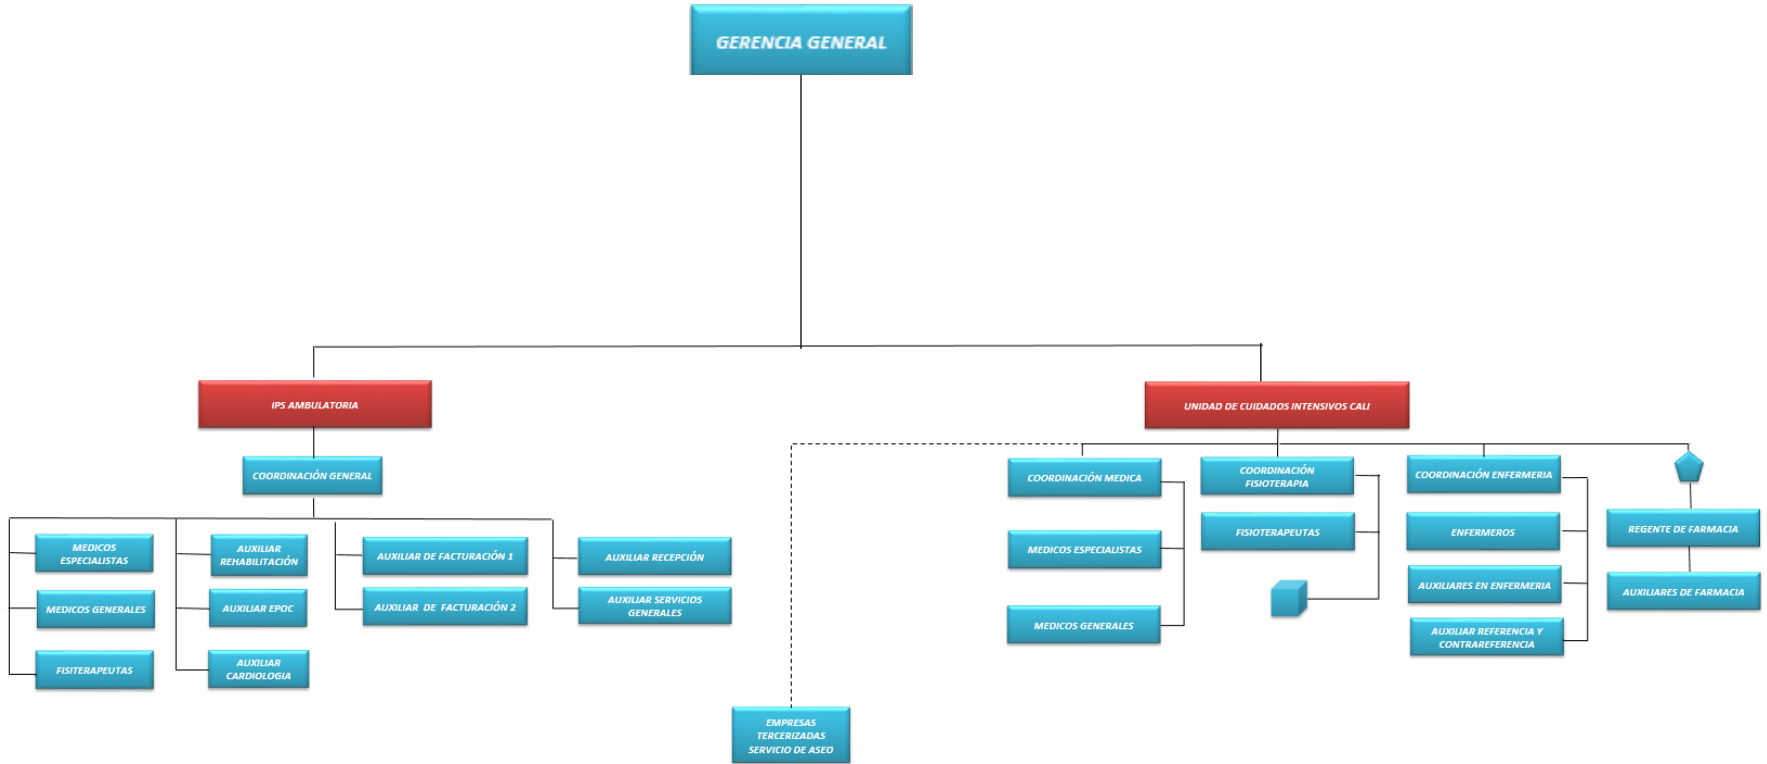 GERENCIA GENERAL
IPS AMBULATORIA
UNIDAD DE CUIDADOS INTENSIVOS CALI
COORDINACIÓN GENERAL
MEDICOS
ESPECIALISTAS
MEDICOS GENERALES
FISITERAPEUTAS
AUXILIAR
REHABILITACIÓN
AUXILIAR EPOC
AUXILIAR
CARDIOLOGIA
AUXILIAR DE FACTURACIÓN 1
AUXILIAR DE FACTURACIÓN 2
AUXILIAR RECEPCIÓN
AUXILIAR SERVICIOS
GENERALES
EMPRESAS
TERCERIZADAS
SERVICIO DE ASEO
COORDINACIÓN MEDICA
MEDICOS ESPECIALISTAS
MEDICOS GENERALES
COORDINACIÓN
FISIOTERAPIA
FISIOTERAPEUTAS
COORDINACIÓN ENFERMERIA
ENFERMEROS
AUXILIARES EN ENFERMERIA
AUXILIAR REFERENCIA Y
CONTRAREFERENCIA
REGENTE DE FARMACIA
AUXILIARES DE FARMACIA